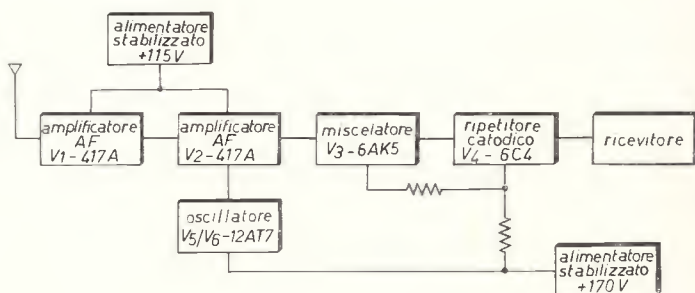 alimentatore
stabilizzato
+115V
amplificatore
AF
V1-417A
amplificatore
AF
V2-417A
miscelatore
V3-6AK5
ripetitore
catodico
V4-6C4
ricevitore
oscillatore
V5/V6-12AT7
alimentatore
stabilizzato
+170V